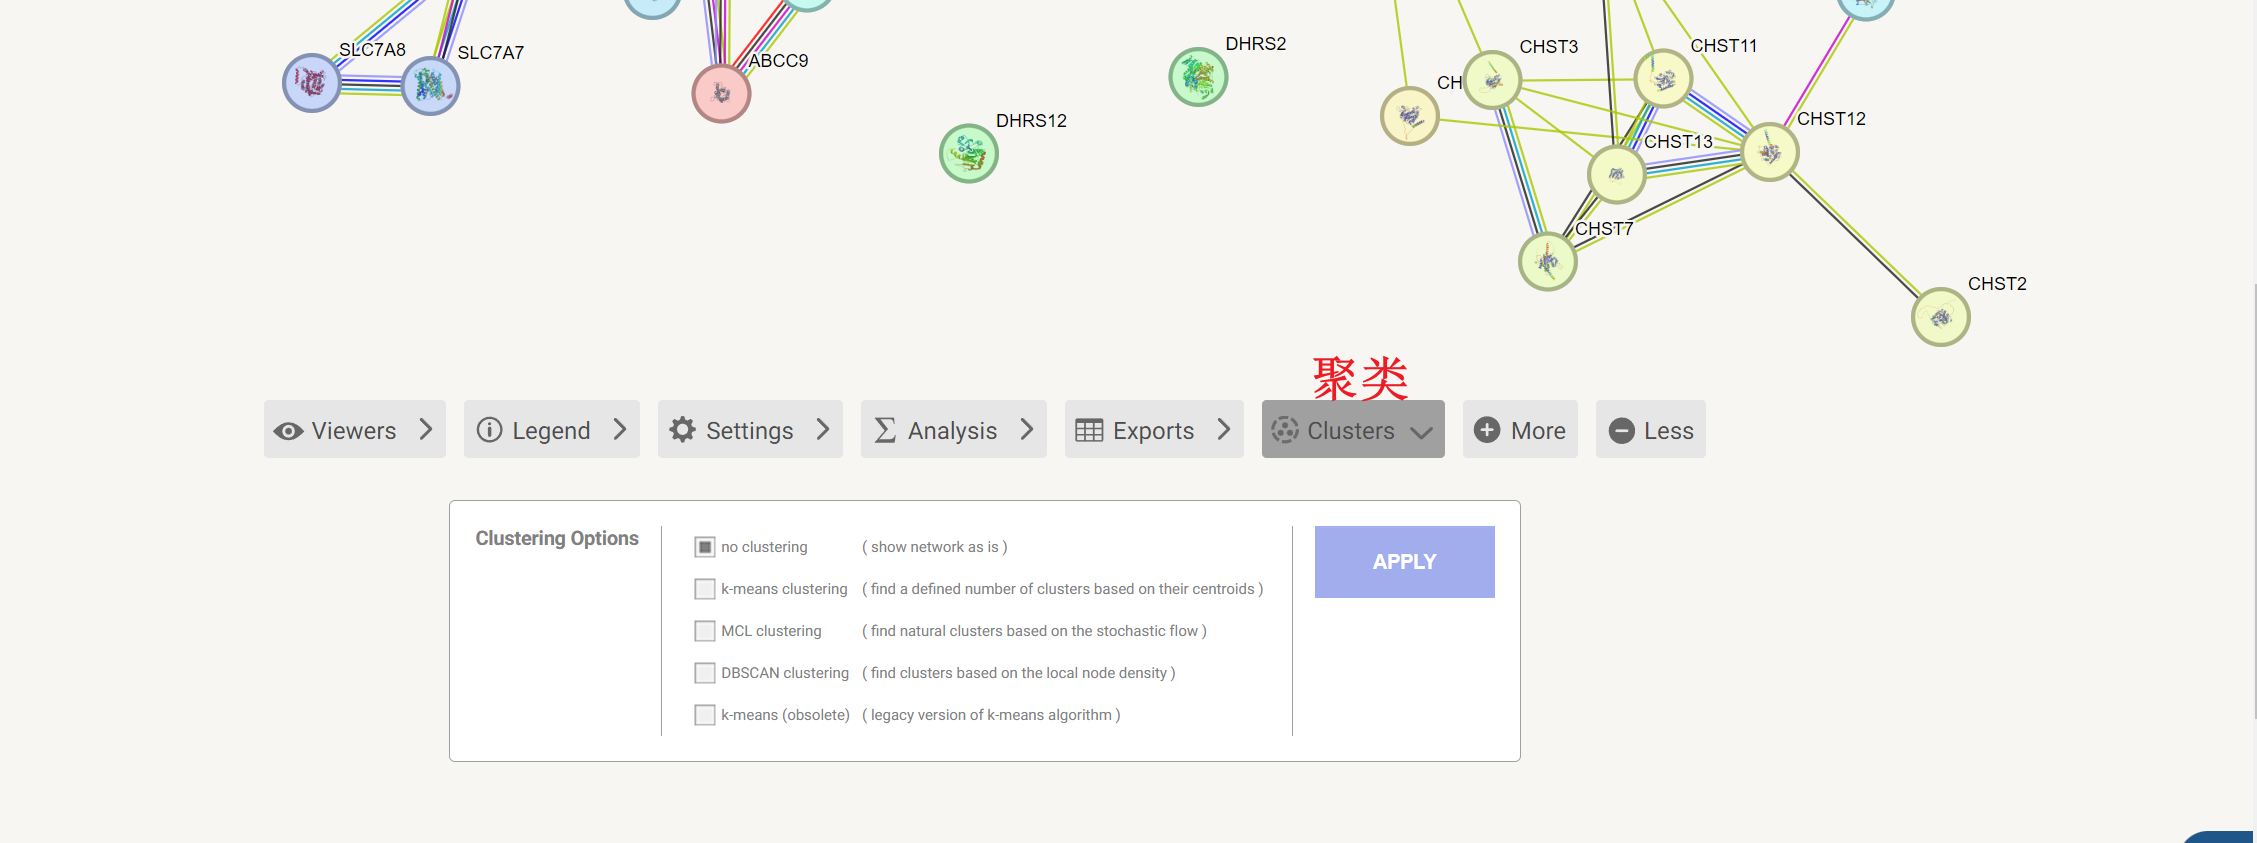 SLC7A8
SLC7A7
ABCC9
DHRS2
DHRS12
CHST3
CHST11
CH
CHST12
CHST13
CHST7
CHST2
聚类
Viewers
Legend
Settings
Analysis
Exports
Clusters
More
Less
Clustering Options
no clustering ( show network as is )
k-means clustering ( find a defined number of clusters based on their centroids )
MCL clustering ( find natural clusters based on the stochastic flow )
DBSCAN clustering ( find clusters based on the local node density )
k-means (obsolete) ( legacy version of k-means algorithm )
APPLY